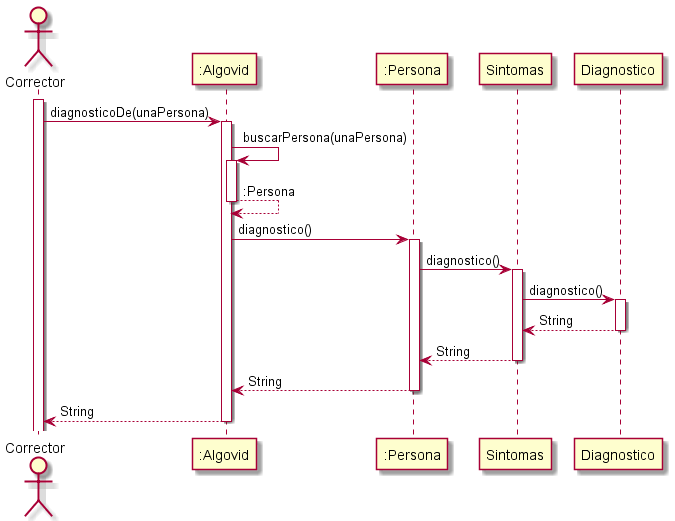 Corrector
:Algovid
:Persona
Sintomas
Diagnostico
diagnosticoDe(unaPersona)
buscarPersona(unaPersona)
:Persona
diagnostico()
diagnostico()
diagnostico()
String
String
String
String
Corrector
:Algovid
:Persona
Sintomas
Diagnostico